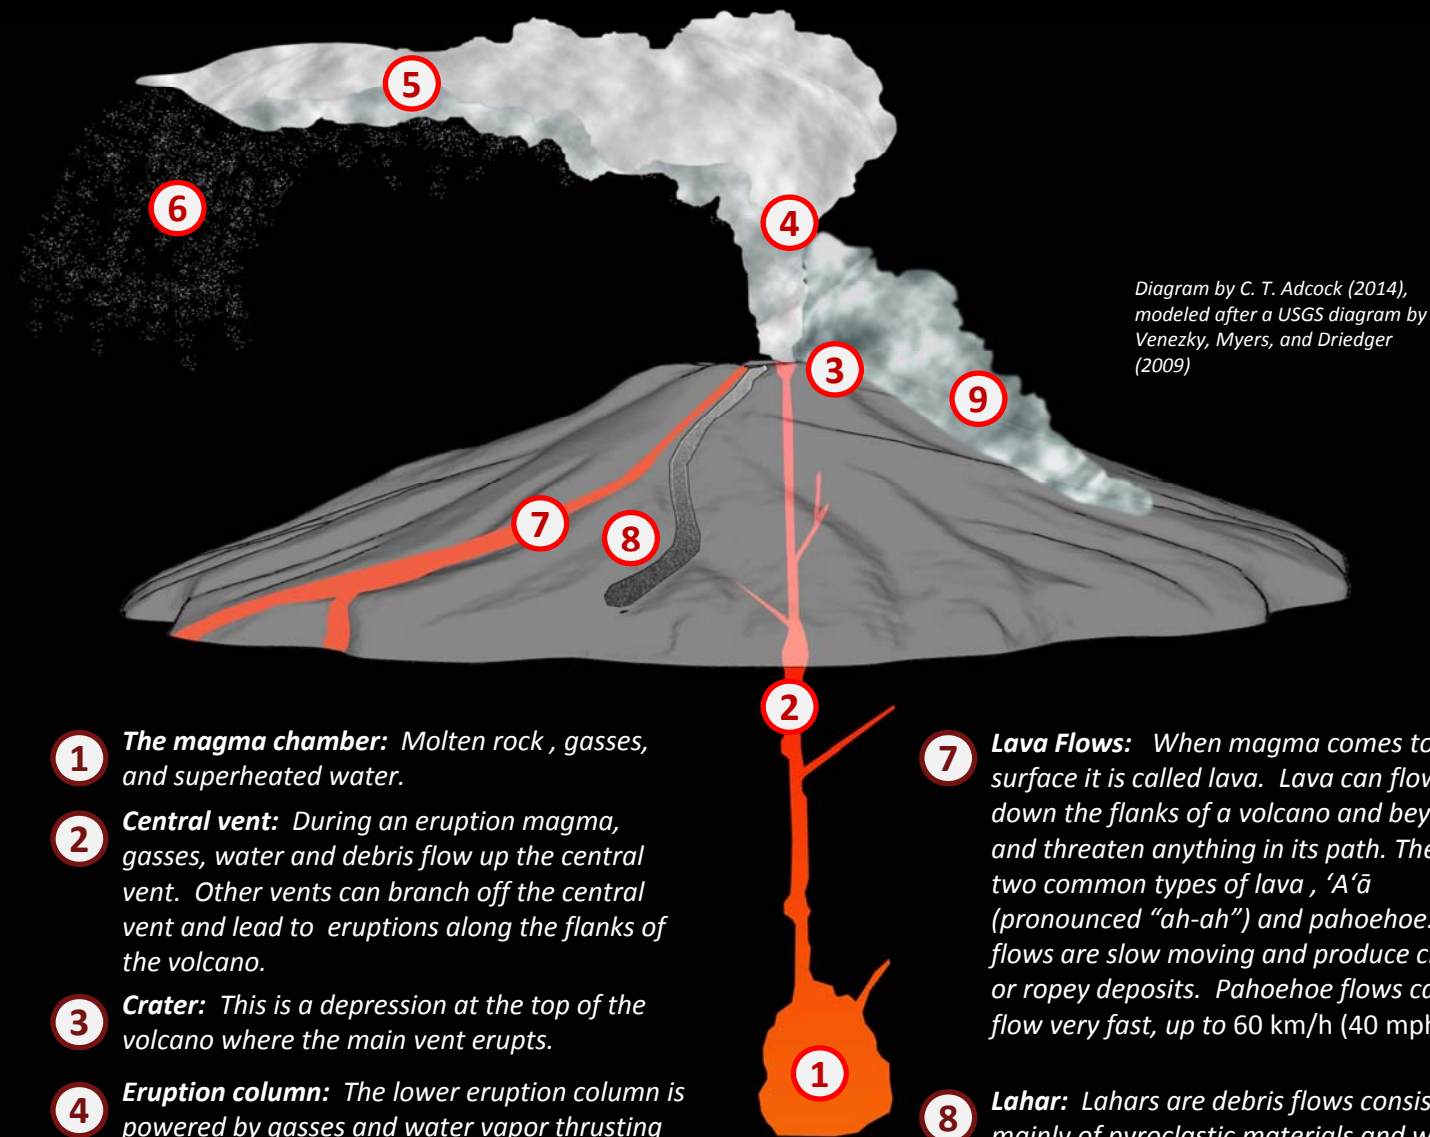 5
6
4
Diagram by C. T. Adcock (2014),
modeled after a USGS diagram by
Venezky, Myers, and Driedger
(2009)
3
9
7
8
2
1
The magma chamber: Molten rock , gasses,
and superheated water.
2
Central vent: During an eruption magma,
gasses, water and debris flow up the central
vent. Other vents can branch off the central
vent and lead to eruptions along the flanks of
the volcano.
3
Crater: This is a depression at the top of the
volcano where the main vent erupts.
4
Eruption column: The lower eruption column is
powered by gasses and water vapor thrusting
1
7
Lava Flows: When magma comes to
surface it is called lava. Lava can flow
down the flanks of a volcano and bey
and threaten anything in its path. The
two common types of lava , ‘A‘ā
(pronounced “ah-ah”) and pahoehoe.
flows are slow moving and produce c
or ropey deposits. Pahoehoe flows ca
flow very fast, up to 60 km/h (40 mph
8
Lahar: Lahars are debris flows consis
mainly of pyroclastic materials and w